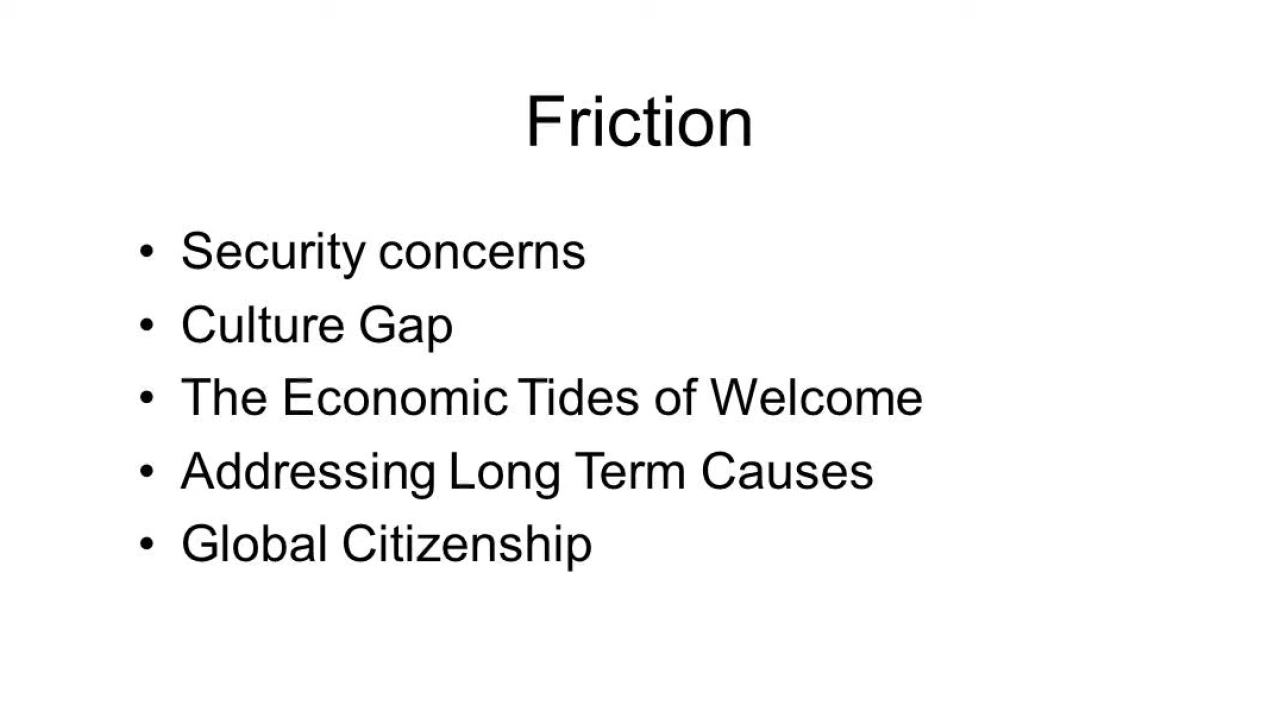 Friction
• Security concerns
• Culture Gap
• The Economic Tides of Welcome
• Addressing Long Term Causes
• Global Citizenship